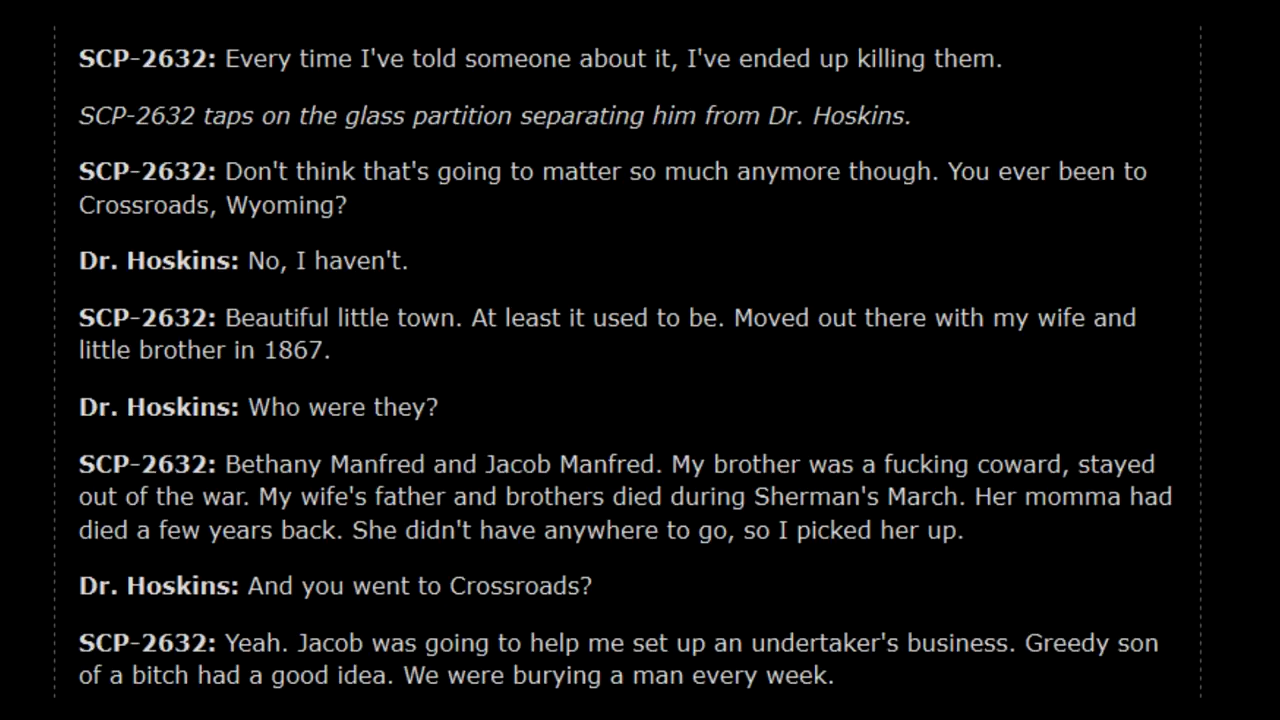 SCP-2632: Every time I've told someone about it, I've ended up killing them.
SCP-2632 taps on the glass partition separating him from Dr. Hoskins.
SCP-2632: Don't think that's going to matter so much anymore though. You ever been to
Crossroads, Wyoming?
Dr. Hoskins: No, I haven't.
SCP-2632: Beautiful little town. At least it used to be. Moved out there with my wife and
little brother in 1867.
Dr. Hoskins: Who were they?
SCP-2632: Bethany Manfred and Jacob Manfred. My brother was a fucking coward, stayed
out of the war. My wife's father and brothers died during Sherman's March. Her momma had
died a few years back. She didn't have anywhere to go, so I picked her up.
Dr. Hoskins: And you went to Crossroads?
SCP-2632: Yeah. Jacob was going to help me set up an undertaker's business. Greedy son
of a bitch had a good idea. We were burying a man every week.